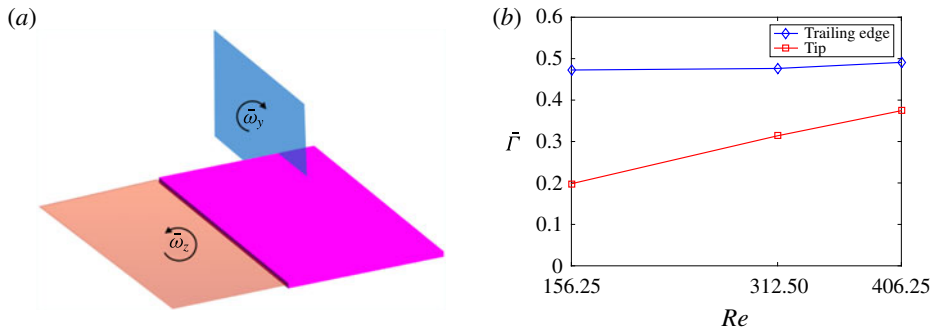 (a)
ω̄y
ω̄z
(b)
0.6
0.5
0.4
0.3
0.2
0.1
0
Γ̄
Trailing edge
Tip
156.25
312.50
406.25
Re